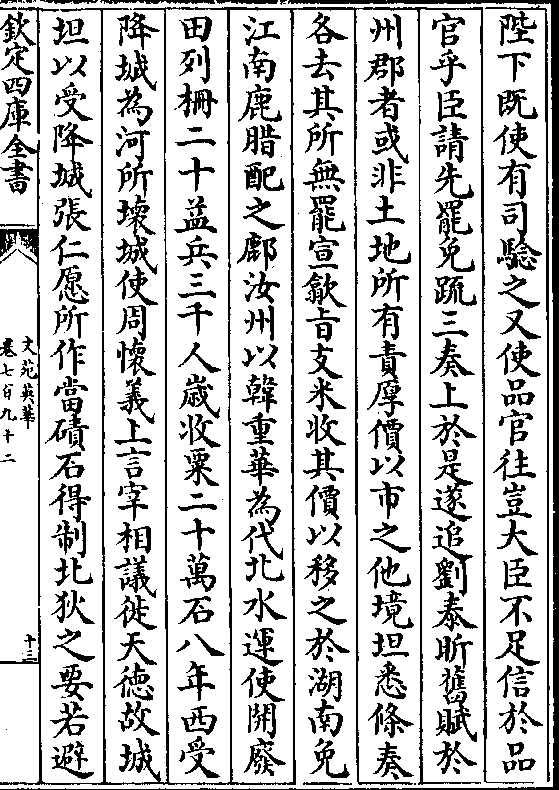 陛下既使有司驗之又使品官往豈大臣不足信於品
官乎臣請先罷免䟽三奏上於是遂追劉泰昕舊賦於
州郡者或非土地所有責厚價以市之他境坦悉條奏
各去其所無罷宣歙㫖支米收其價以移之於湖南免
江南鹿腊配之鄜汝州以韓重華為代北水運使開廢
田列柵二十益兵三千人歲收粟二十萬石八年西受
降城為河所壊城使周懷義上言宰相議徙天德故城
坦以受降城張仁愿所作當磧石得制北狄之要若避
欽定四庫全書
文苑英華
卷七百九十二
十三